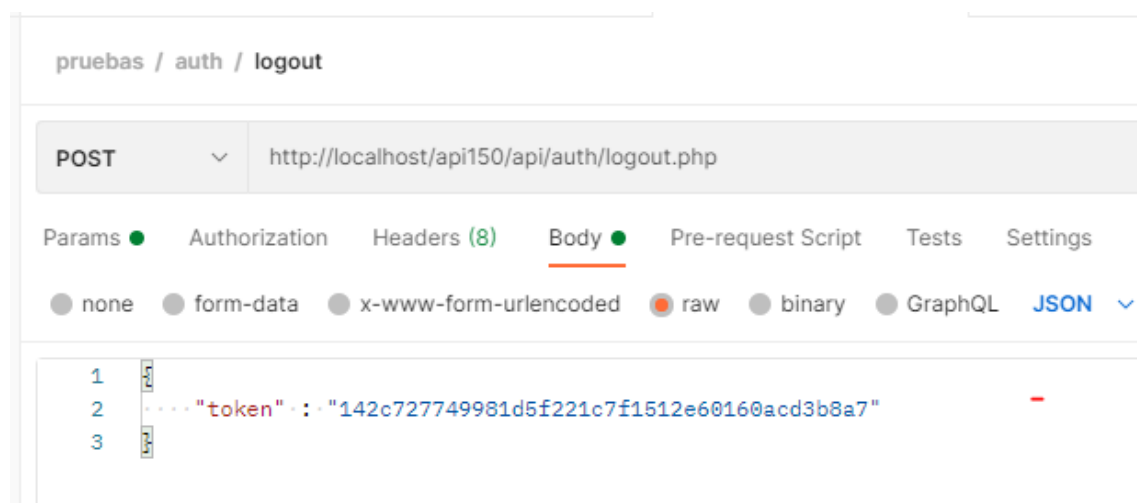 pruebas / auth / logout
POST http://localhost/api150/api/auth/logout.php
Params Authorization Headers (8) Body Pre-request Script Tests Settings
none form-data x-www-form-urlencoded raw binary GraphQL JSON
1 {
2 "token" : "142c727749981d5f221c7f1512e60160acd3b8a7"
3 }